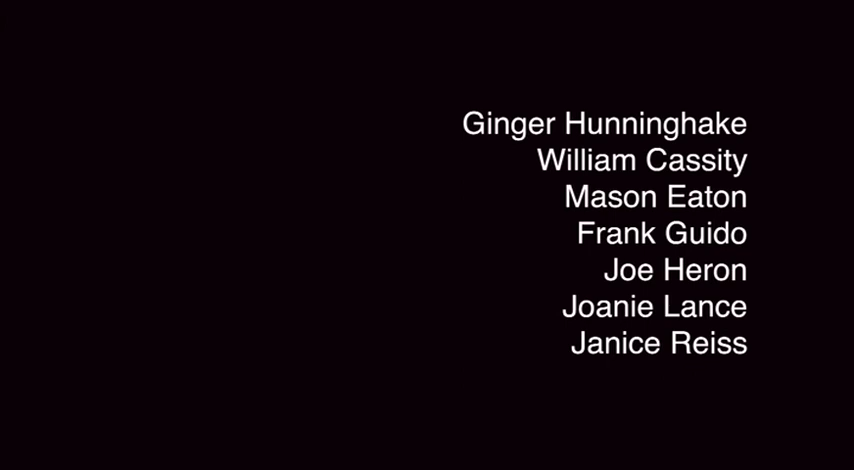 Ginger Hunninghake
William Cassity
Mason Eaton
Frank Guido
Joe Heron
Joanie Lance
Janice Reiss